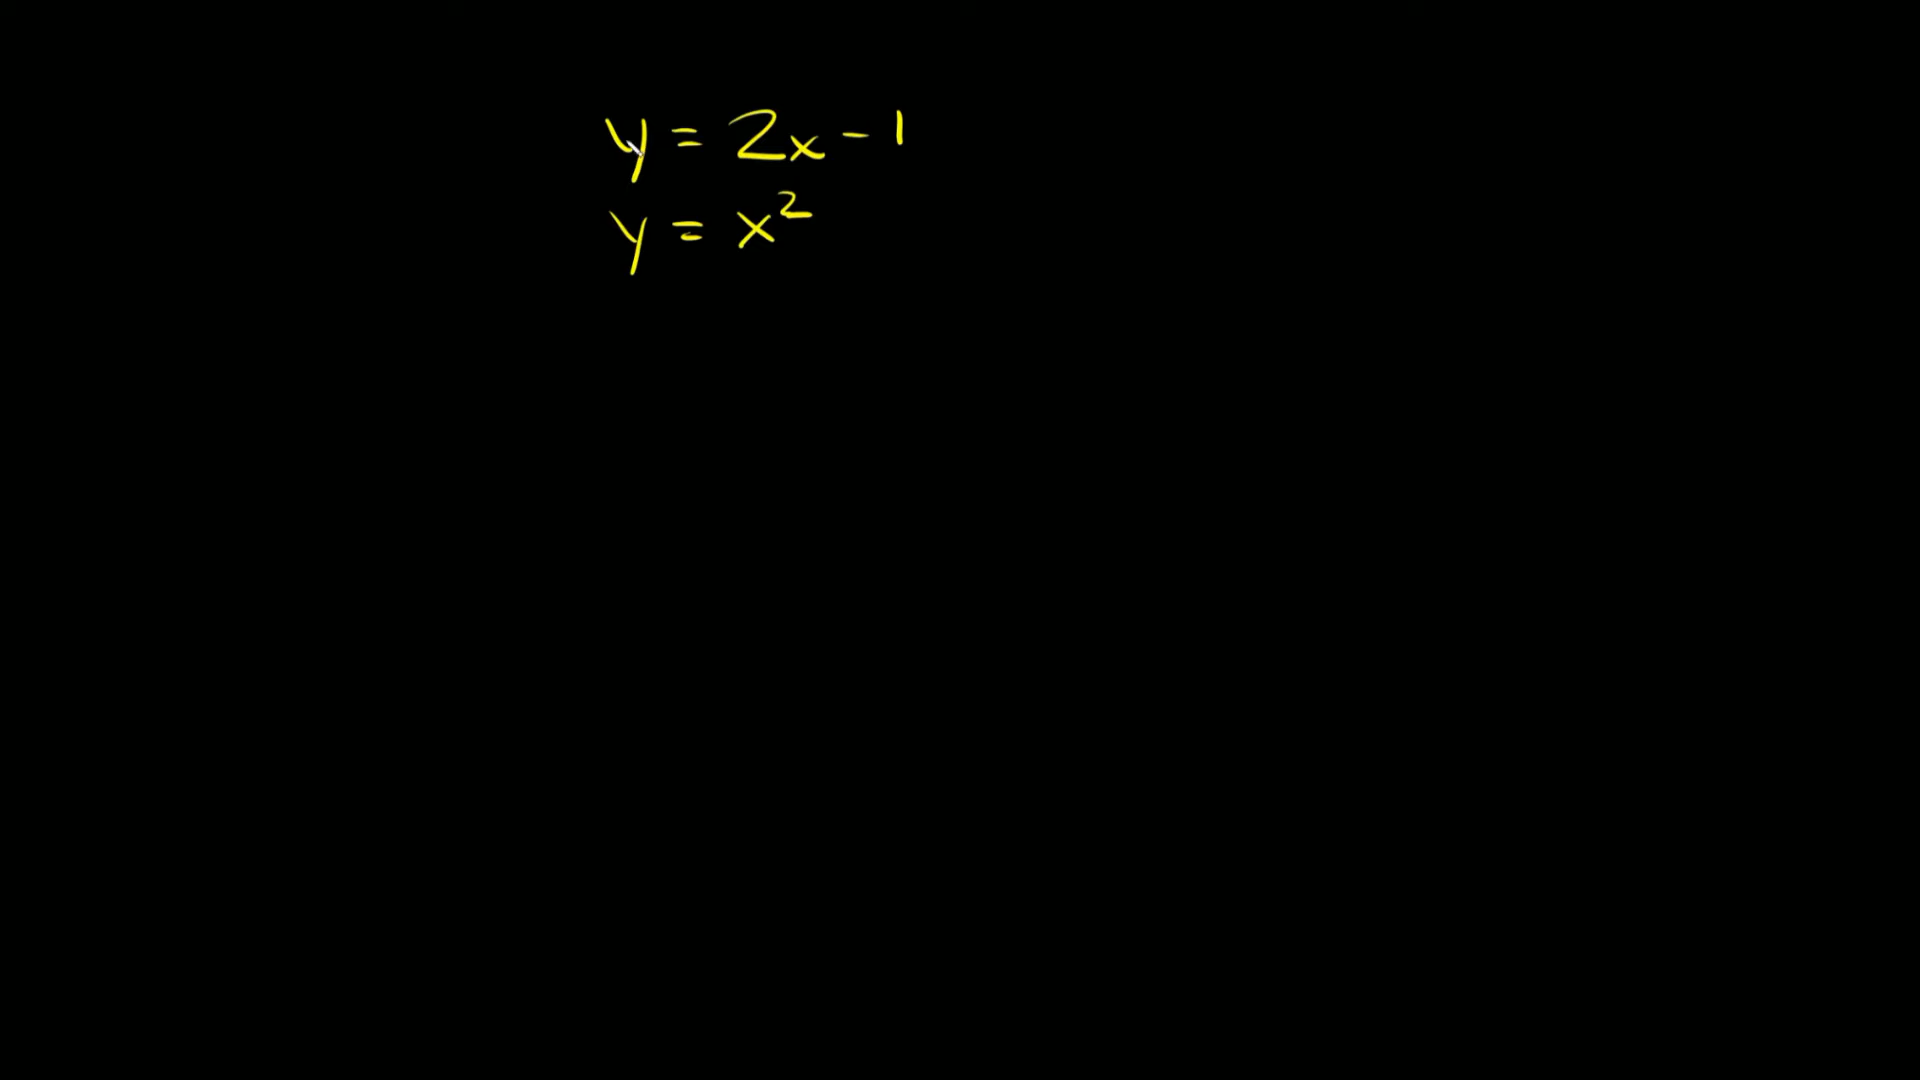 y = 2x - 1
y = x²